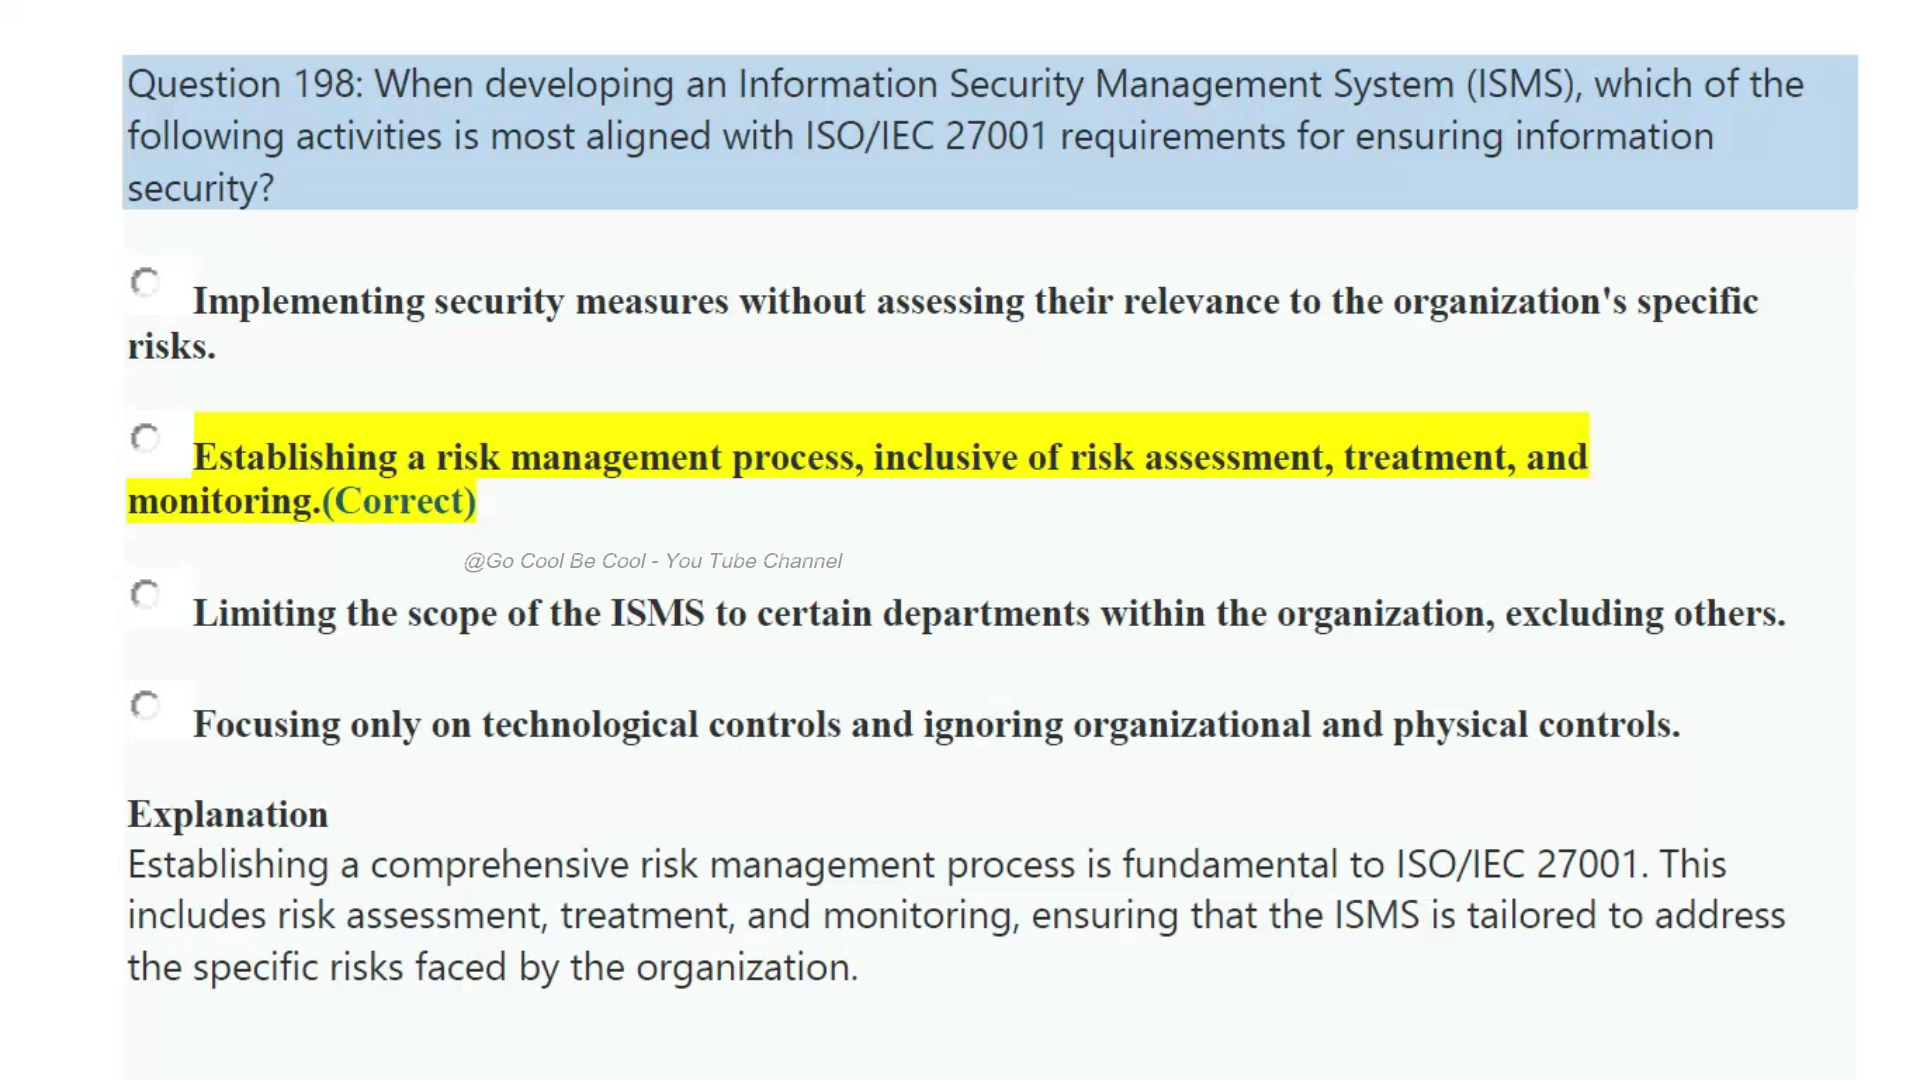 Question 198: When developing an Information Security Management System (ISMS), which of the
following activities is most aligned with ISO/IEC 27001 requirements for ensuring information
security?
Implementing security measures without assessing their relevance to the organization's specific
risks.
Establishing a risk management process, inclusive of risk assessment, treatment, and
monitoring.(Correct)
@Go Cool Be Cool - You Tube Channel
Limiting the scope of the ISMS to certain departments within the organization, excluding others.
Focusing only on technological controls and ignoring organizational and physical controls.
Explanation
Establishing a comprehensive risk management process is fundamental to ISO/IEC 27001. This
includes risk assessment, treatment, and monitoring, ensuring that the ISMS is tailored to address
the specific risks faced by the organization.